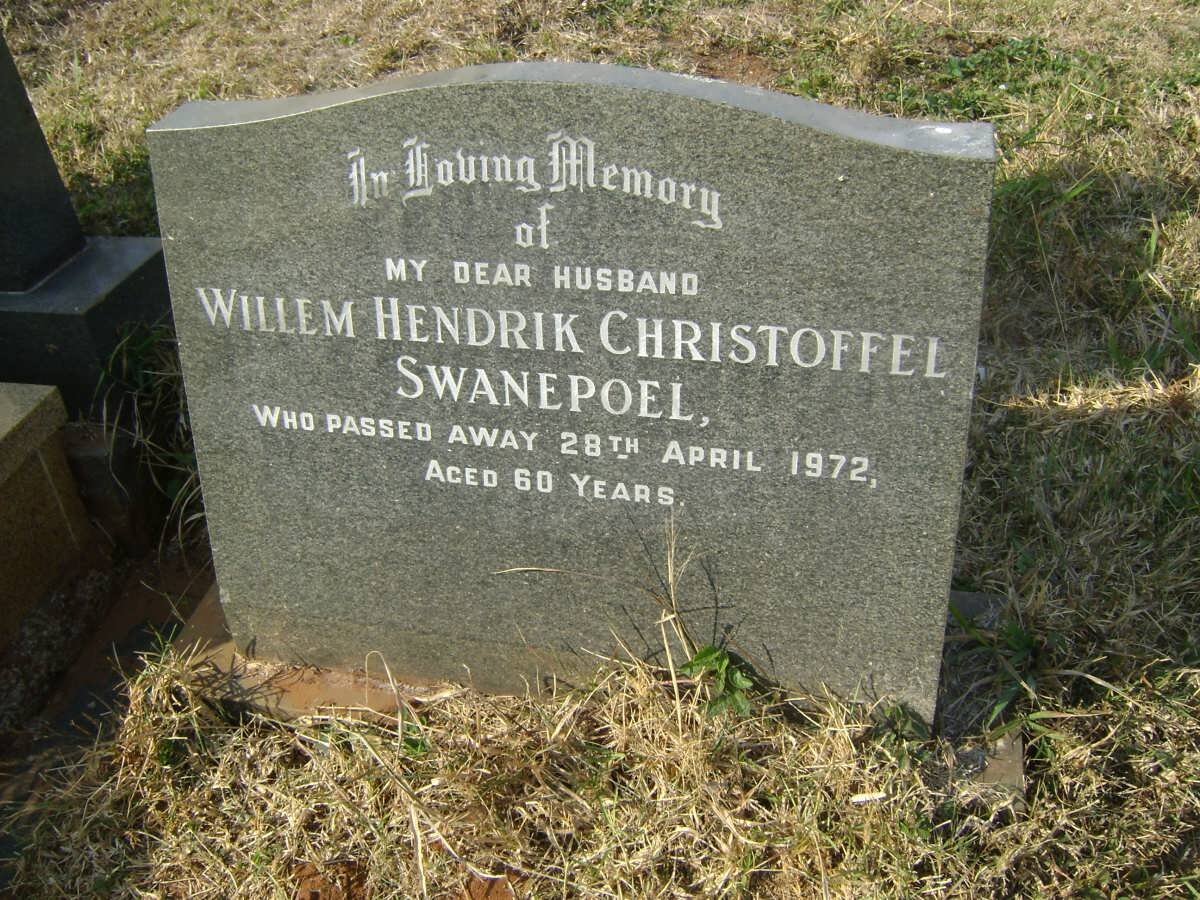 In Loving Memory
of
MY DEAR HUSBAND
WILLEM HENDRIK CHRISTOFFEL
SWANEPOEL,
WHO PASSED AWAY 28TH APRIL 1972,
AGED 60 YEARS.